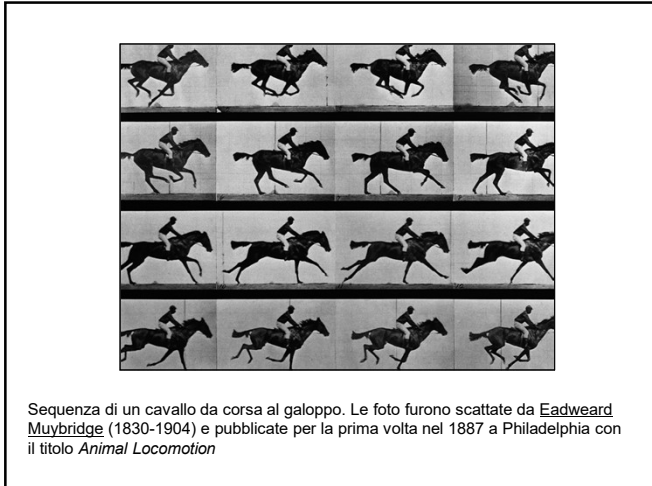 Sequenza di un cavallo da corsa al galoppo. Le foto furono scattate da Eadweard
Muybridge (1830-1904) e pubblicate per la prima volta nel 1887 a Philadelphia con
il titolo Animal Locomotion